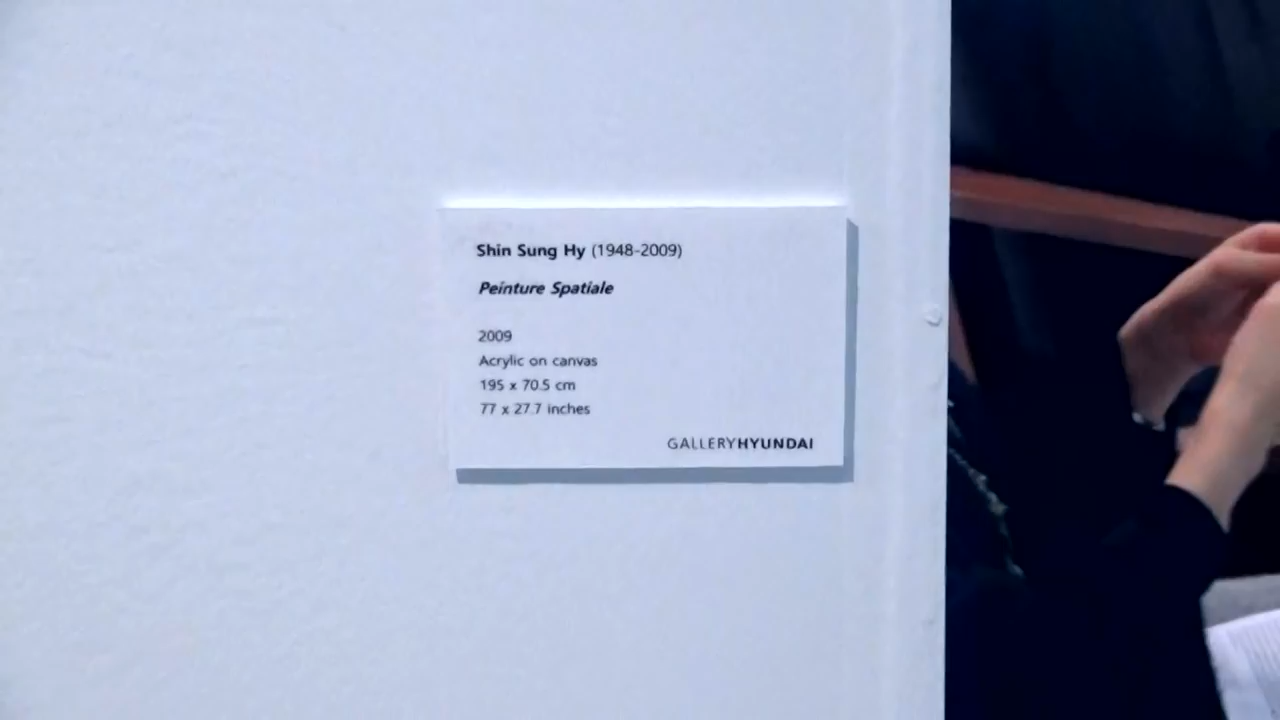 Shin Sung Hy (1948-2009)
Peinture Spatiale
2009
Acrylic on canvas
195 x 70.5 cm
77 x 27.7 inches
GALLERYHYUNDAI